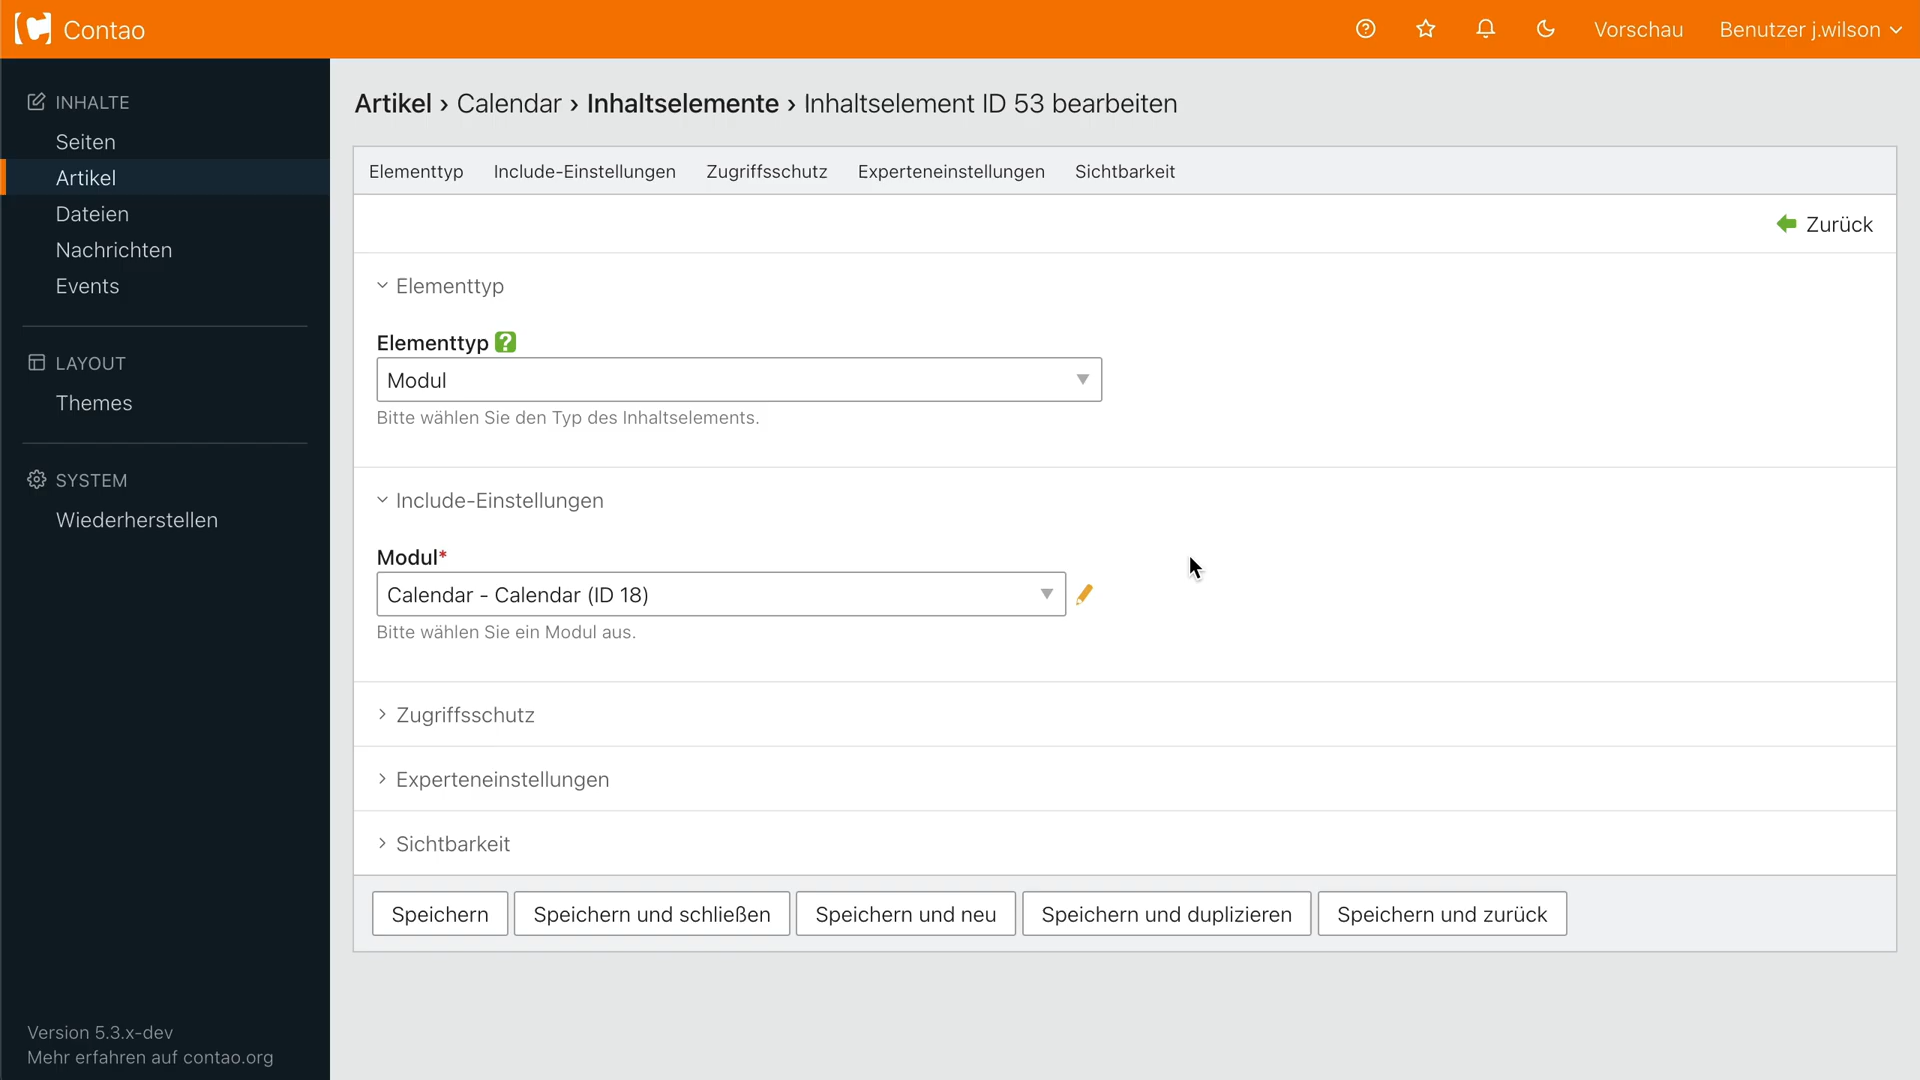 Contao
Vorschau
Benutzer j.wilson
INHALTE
Seiten
Artikel
Dateien
Nachrichten
Events
LAYOUT
Themes
SYSTEM
Wiederherstellen
Version 5.3.x-dev
Mehr erfahren auf contao.org
Artikel › Calendar › Inhaltselemente › Inhaltselement ID 53 bearbeiten
Elementtyp Include-Einstellungen Zugriffsschutz Experteneinstellungen Sichtbarkeit
Zurück
Elementtyp
Elementtyp ?
Modul
Bitte wählen Sie den Typ des Inhaltselements.
Include-Einstellungen
Modul*
Calendar - Calendar (ID 18)
Bitte wählen Sie ein Modul aus.
Zugriffsschutz
Experteneinstellungen
Sichtbarkeit
Speichern Speichern und schließen Speichern und neu Speichern und duplizieren Speichern und zurück